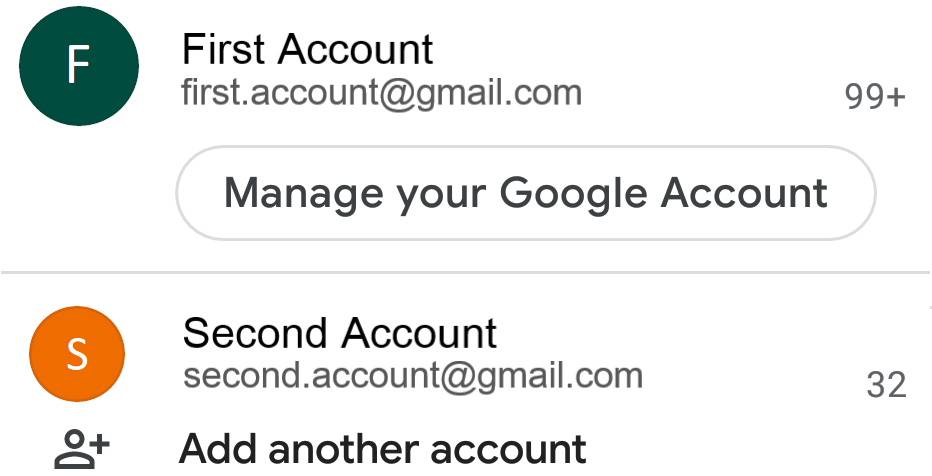 F
First Account
first.account@gmail.com
99+
Manage your Google Account
S
Second Account
second.account@gmail.com
32
Add another account